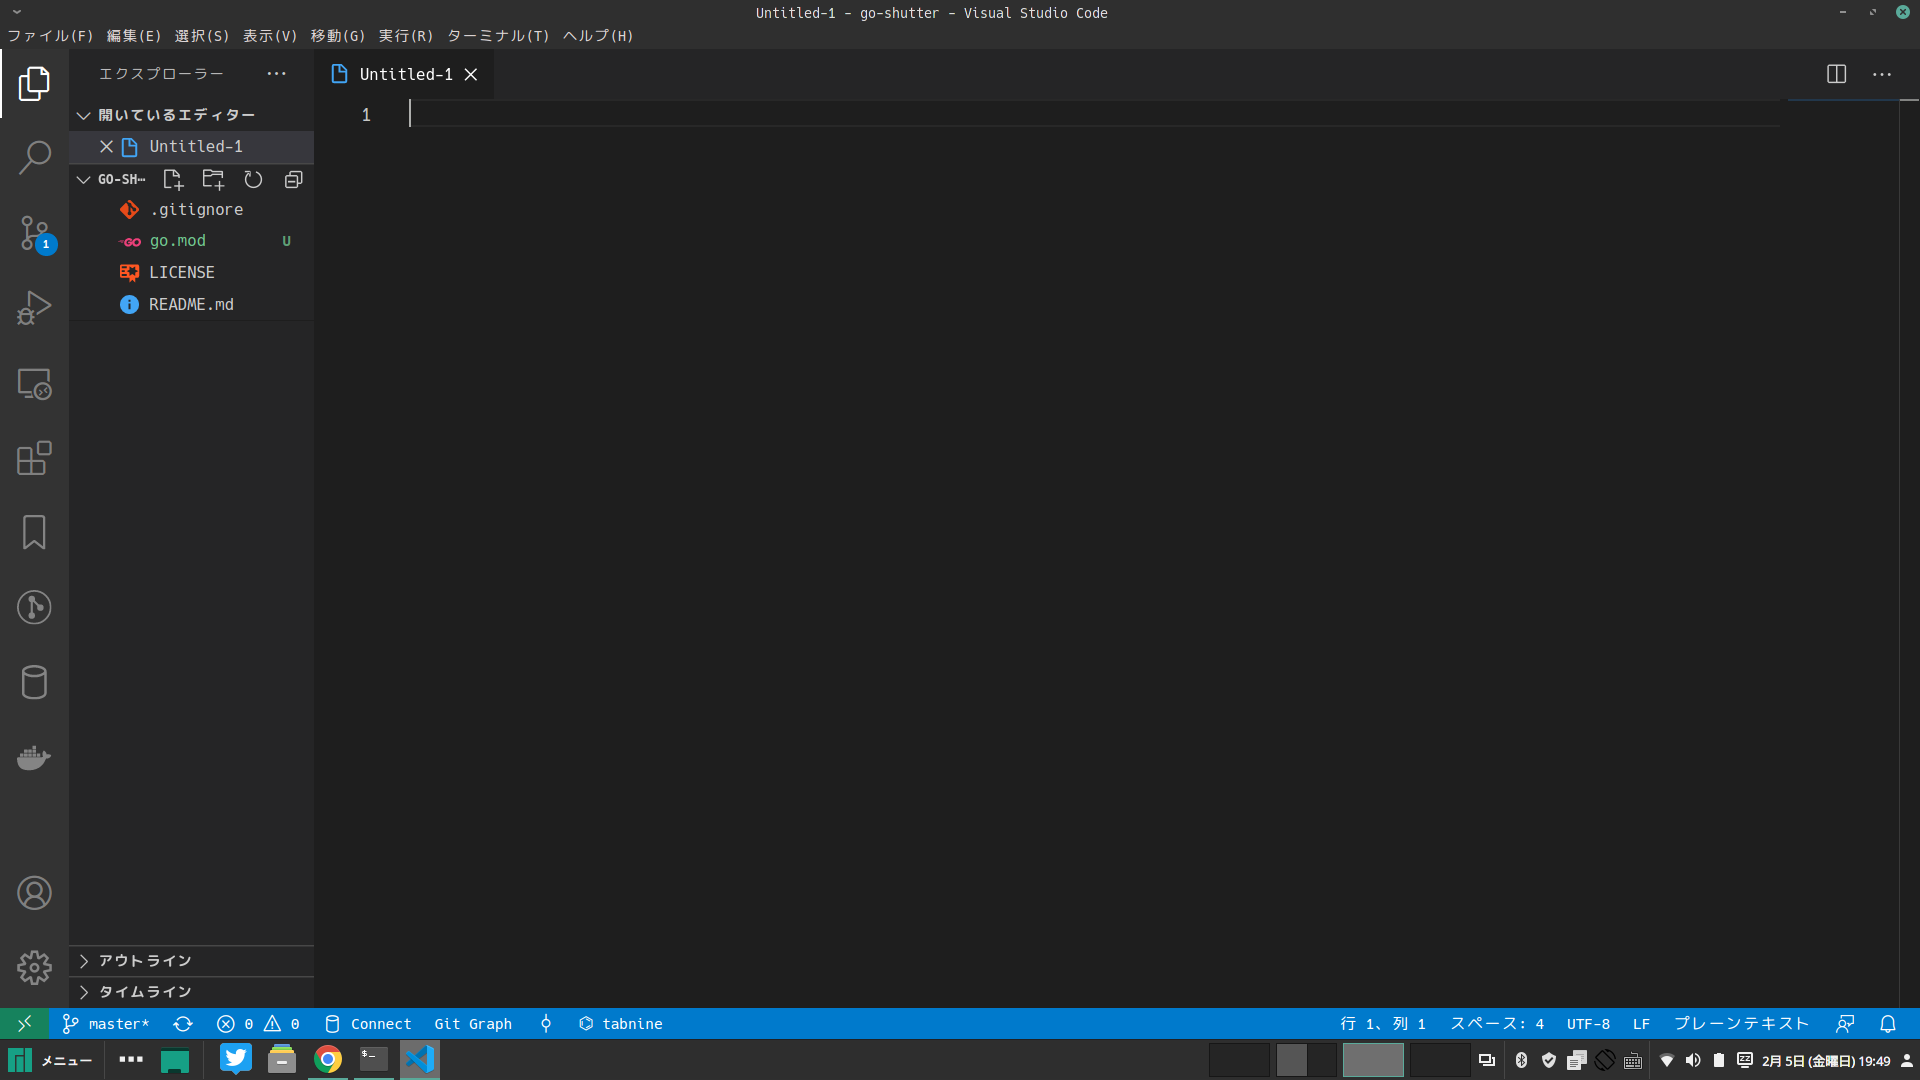 Untitled-1 - go-shutter - Visual Studio Code
ファイル(F) 編集(E) 選択(S) 表示(V) 移動(G) 実行(R) ターミナル(T) ヘルプ(H)
エクスプローラー
Untitled-1
1
開いているエディター
Untitled-1
GO-SH…
.gitignore
GO go.mod U
LICENSE
README.md
1
アウトライン
タイムライン
master* 0 0 Connect Git Graph tabnine
行 1、列 1 スペース: 4 UTF-8 LF プレーンテキスト
メニュー
$_
zz
2月 5日 (金曜日) 19:49